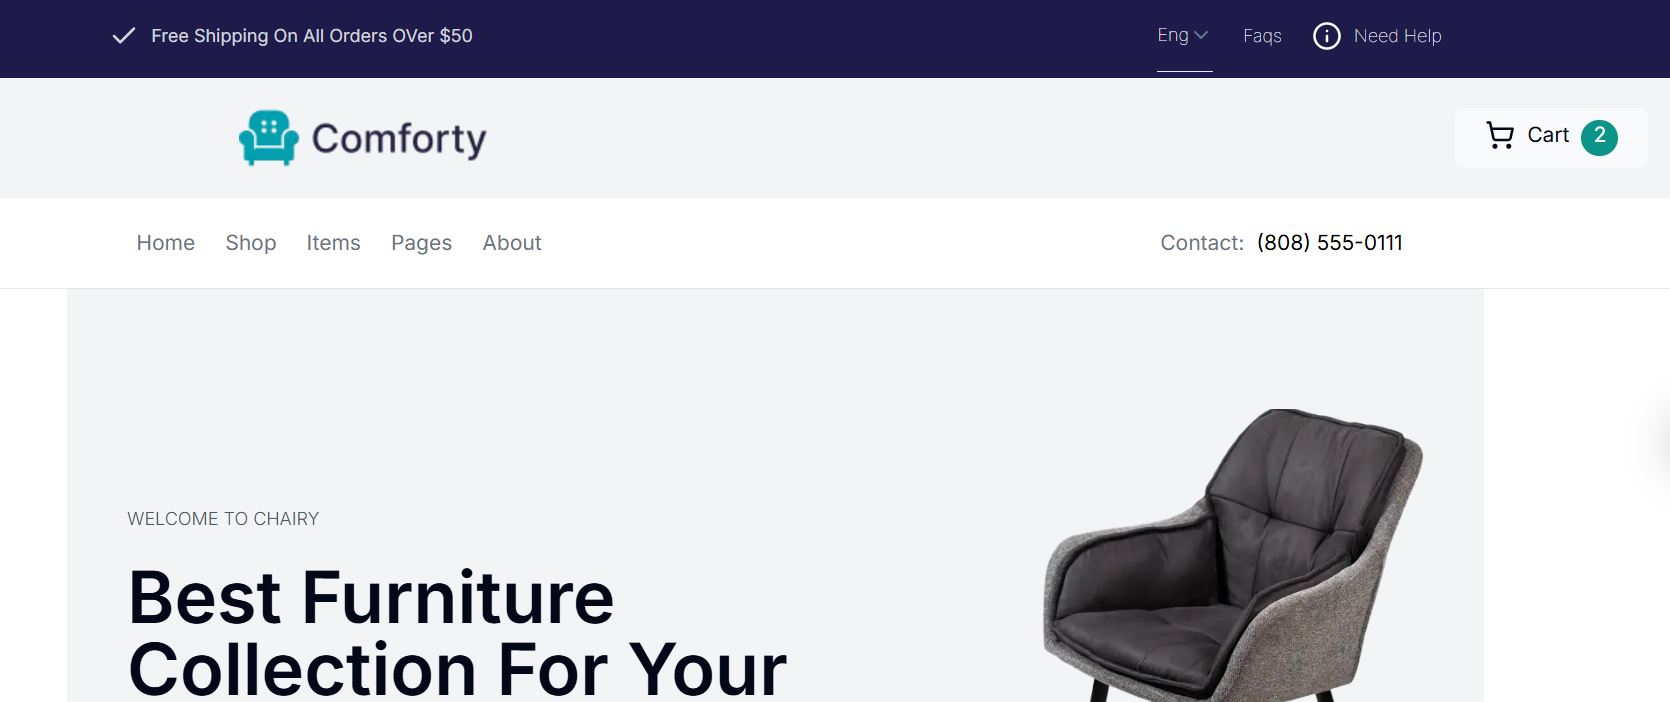 Free Shipping On All Orders OVer $50
Eng
Faqs
Need Help
Comforty
Cart 2
Home Shop Items Pages About
Contact: (808) 555-0111
WELCOME TO CHAIRY
Best Furniture
Collection For Your